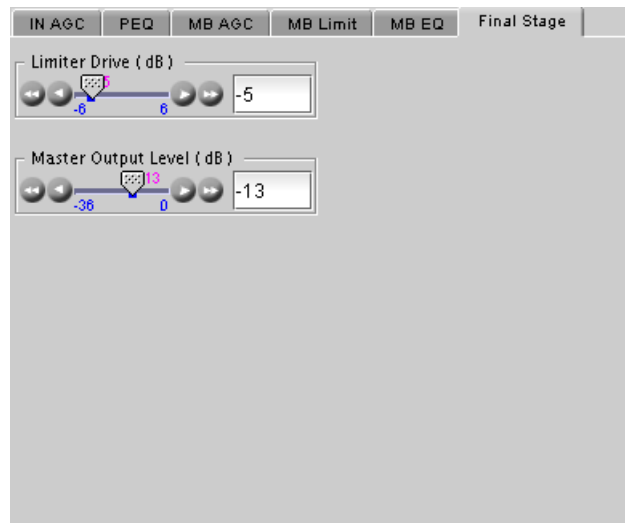 IN AGC PEQ MB AGC MB Limit MB EQ Final Stage
Limiter Drive ( dB )
5
-6 6
-5
Master Output Level ( dB )
13
-36 0
-13